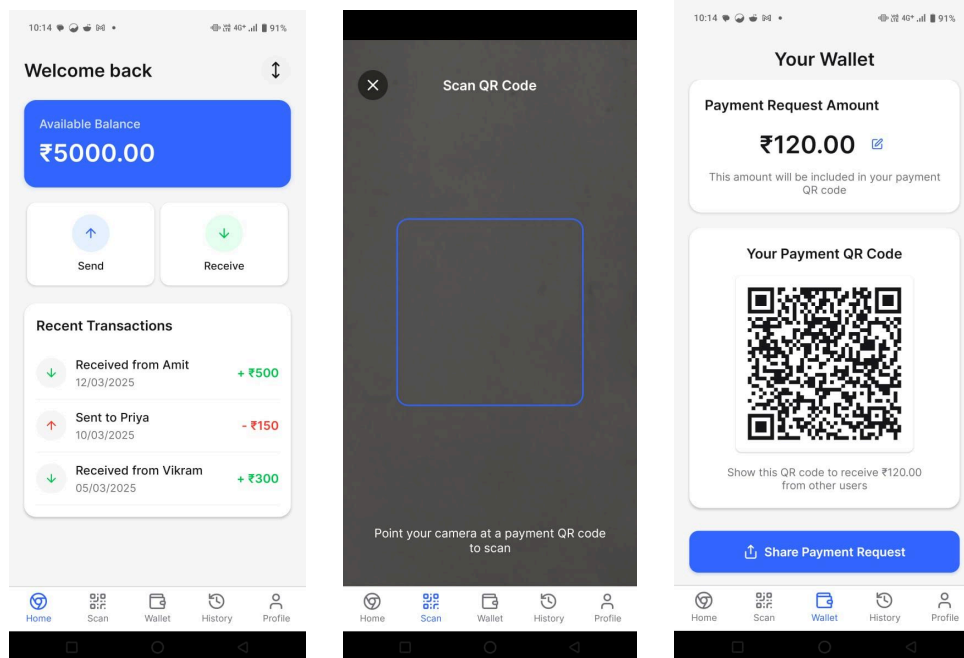 10:14
4G+
91%
Welcome back
Available Balance
₹5000.00
Send
Receive
Recent Transactions
Received from Amit
12/03/2025
+ ₹500
Sent to Priya
10/03/2025
- ₹150
Received from Vikram
05/03/2025
+ ₹300
Home
Scan
Wallet
History
Profile
Scan QR Code
Point your camera at a payment QR code
to scan
Home
Scan
Wallet
History
Profile
10:14
4G+
91%
Your Wallet
Payment Request Amount
₹120.00
This amount will be included in your payment
QR code
Your Payment QR Code
Show this QR code to receive ₹120.00
from other users
Share Payment Request
Home
Scan
Wallet
History
Profile